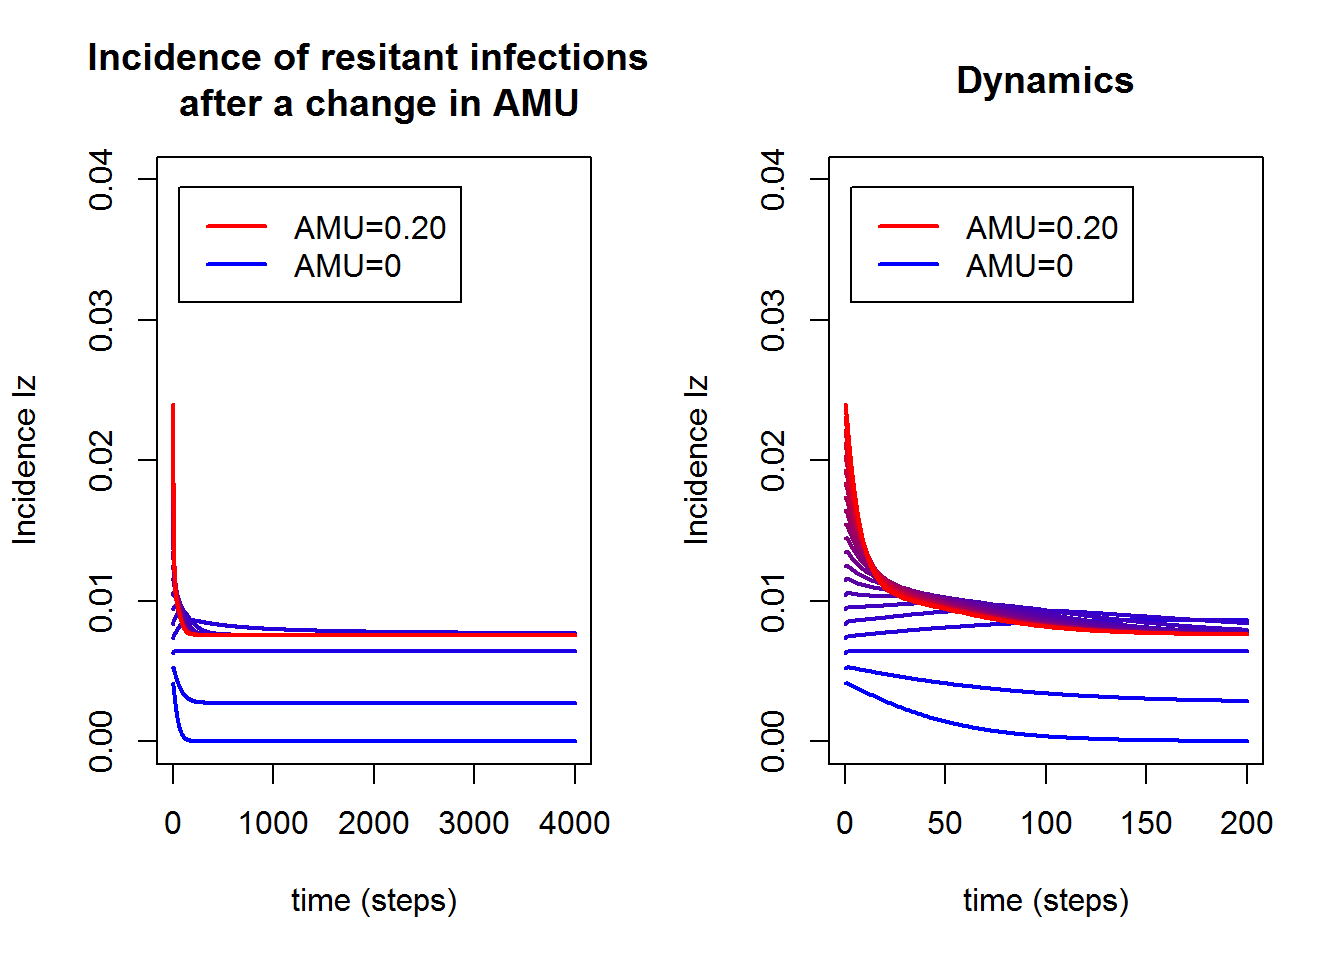 Incidence of resitant infections
after a change in AMU
0.04
0.03
0.02
0.01
0.00
Incidence Iz
AMU=0.20
AMU=0
0
1000
2000
3000
4000
time (steps)
Dynamics
0.04
0.03
0.02
0.01
0.00
Incidence Iz
AMU=0.20
AMU=0
0
50
100
150
200
time (steps)